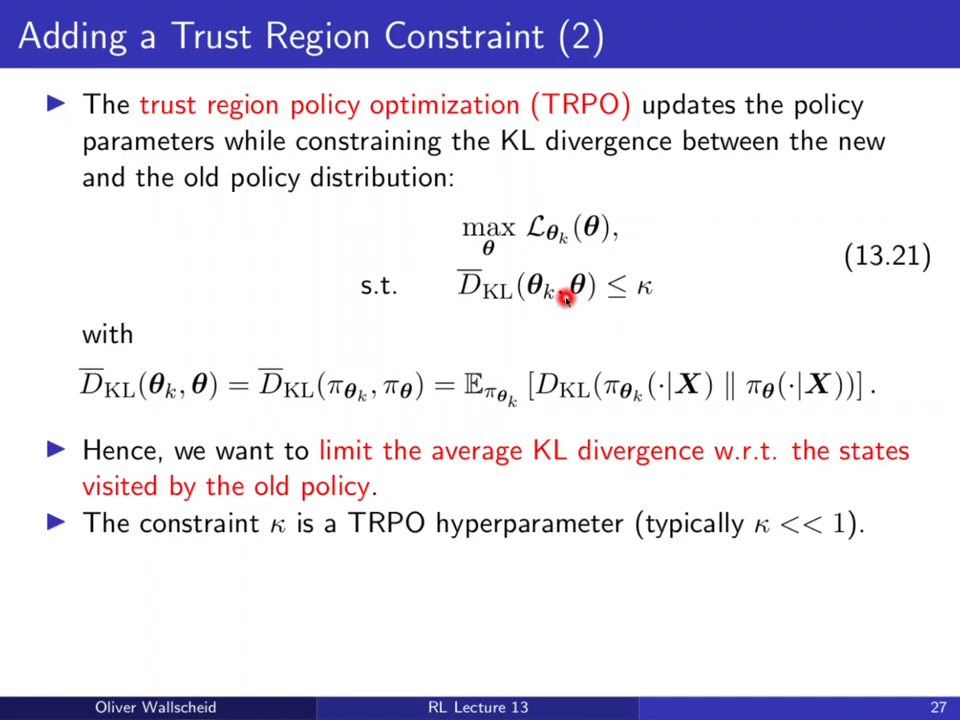 Adding a Trust Region Constraint (2)
▶ The trust region policy optimization (TRPO) updates the policy
parameters while constraining the KL divergence between the new
and the old policy distribution:
max_θ ℒ_{θ_k}(θ),
s.t. D̅_KL(θ_k, θ) ≤ κ
(13.21)
with
D̅_KL(θ_k, θ) = D̅_KL(π_{θ_k}, π_θ) = 𝔼_{π_{θ_k}} [D_KL(π_{θ_k}(·|X) ∥ π_θ(·|X))] .
▶ Hence, we want to limit the average KL divergence w.r.t. the states
visited by the old policy.
▶ The constraint κ is a TRPO hyperparameter (typically κ << 1).
Oliver Wallscheid RL Lecture 13 27